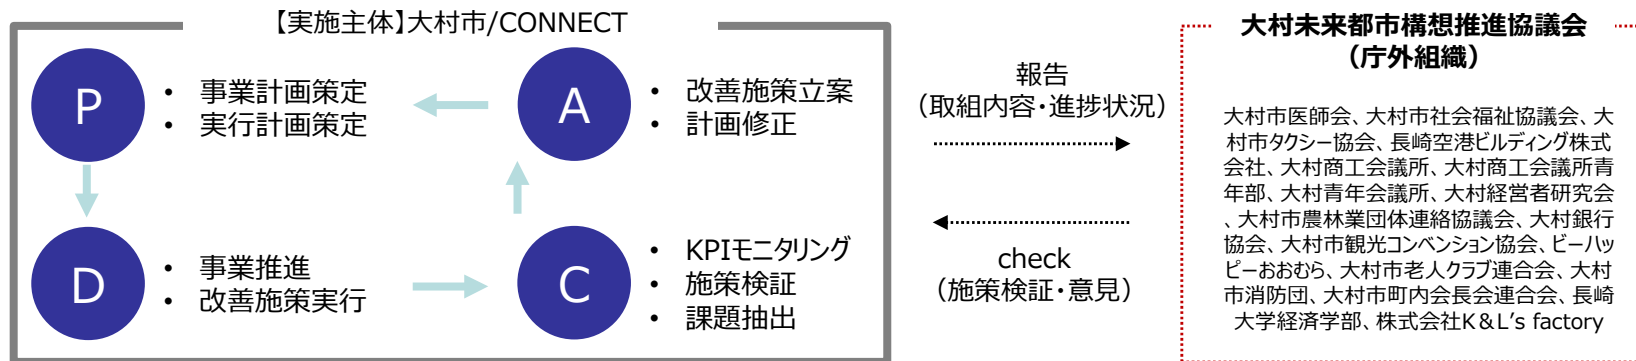 【実施主体】大村市/CONNECT
P
• 事業計画策定
• 実行計画策定
A
• 改善施策立案
• 計画修正
D
• 事業推進
• 改善施策実行
C
• KPIモニタリング
• 施策検証
• 課題抽出
報告
（取組内容・進捗状況）
check
（施策検証・意見）
大村未来都市構想推進協議会
（庁外組織）
大村市医師会、大村市社会福祉協議会、大
村市タクシー協会、長崎空港ビルディング株式
会社、大村商工会議所、大村商工会議所青
年部、大村青年会議所、大村経営者研究会
、大村市農林業団体連絡協議会、大村銀行
協会、大村市観光コンベンション協会、ビーハッ
ピーおおむら、大村市老人クラブ連合会、大村
市消防団、大村市町内会長会連合会、長崎
大学経済学部、株式会社K＆L's factory